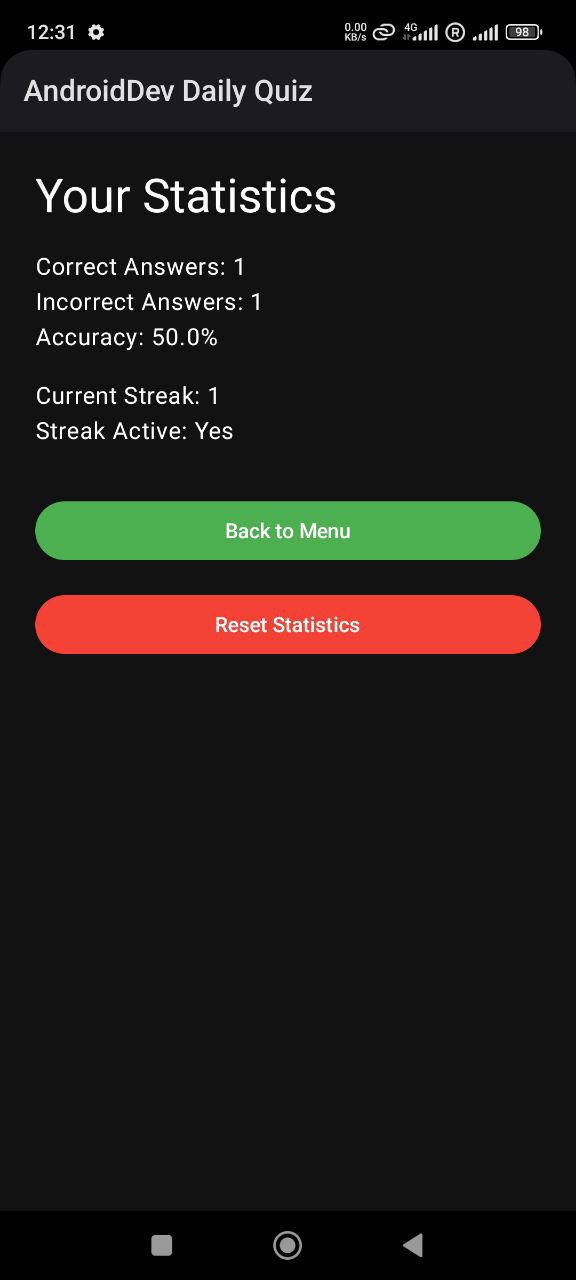 12:31
0.00
KB/s
4G
R
98
AndroidDev Daily Quiz
Your Statistics
Correct Answers: 1
Incorrect Answers: 1
Accuracy: 50.0%
Current Streak: 1
Streak Active: Yes
Back to Menu
Reset Statistics